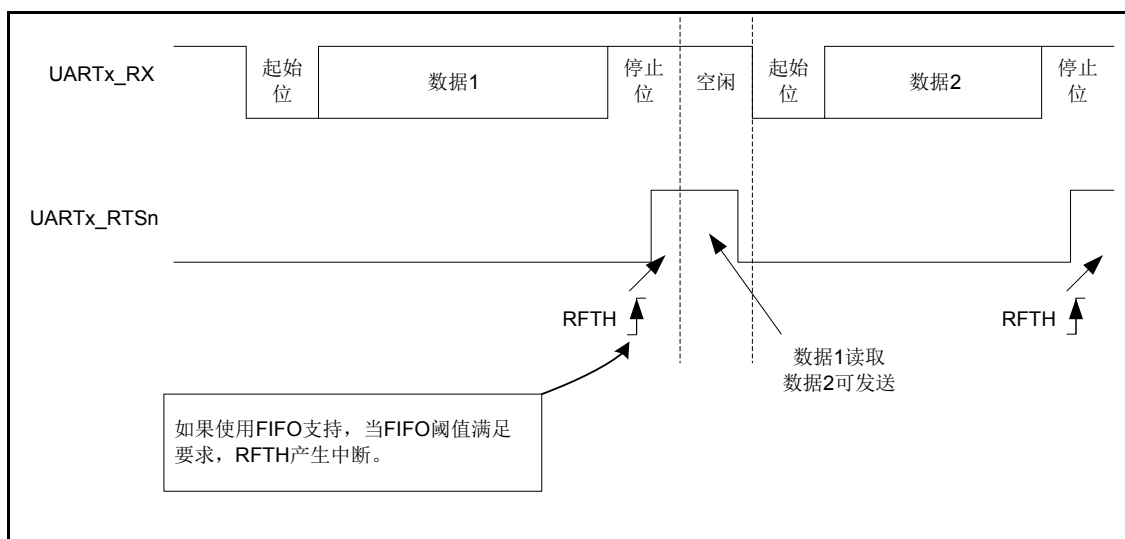 UARTx_RX
起始
位
数据1
停止
位
空闲
起始
位
数据2
停止
位
UARTx_RTSn
RFTH
RFTH
数据1读取
数据2可发送
如果使用FIFO支持，当FIFO阈值满足
要求，RFTH产生中断。